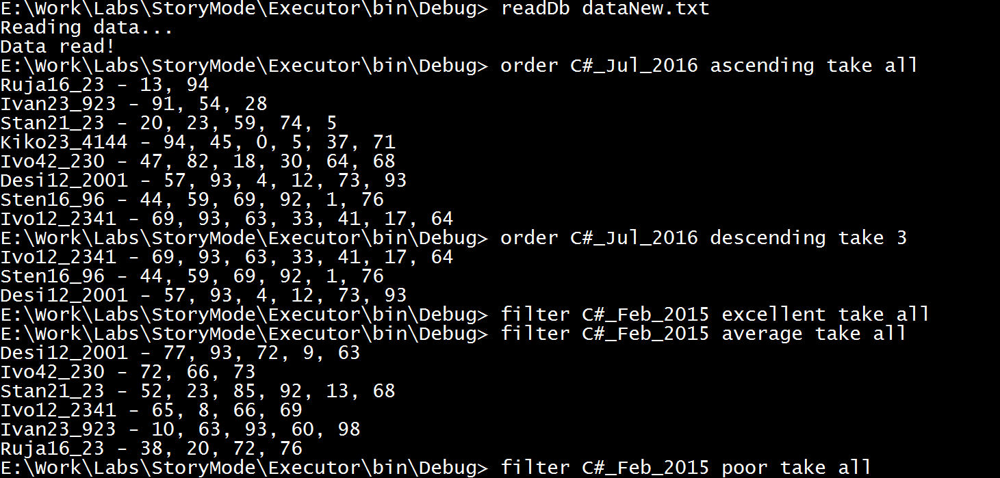 E:\Work\Labs\StoryMode\Executor\bin\Debug> readDb dataNew.txt
Reading data...
Data read!
E:\Work\Labs\StoryMode\Executor\bin\Debug> order C#_Jul_2016 ascending take all
Ruja16_23 - 13, 94
Ivan23_923 - 91, 54, 28
Stan21_23 - 20, 23, 59, 74, 5
Kiko23_4144 - 94, 45, 0, 5, 37, 71
Ivo42_230 - 47, 82, 18, 30, 64, 68
Desi12_2001 - 57, 93, 4, 12, 73, 93
Sten16_96 - 44, 59, 69, 92, 1, 76
Ivo12_2341 - 69, 93, 63, 33, 41, 17, 64
E:\Work\Labs\StoryMode\Executor\bin\Debug> order C#_Jul_2016 descending take 3
Ivo12_2341 - 69, 93, 63, 33, 41, 17, 64
Sten16_96 - 44, 59, 69, 92, 1, 76
Desi12_2001 - 57, 93, 4, 12, 73, 93
E:\Work\Labs\StoryMode\Executor\bin\Debug> filter C#_Feb_2015 excellent take all
E:\Work\Labs\StoryMode\Executor\bin\Debug> filter C#_Feb_2015 average take all
Desi12_2001 - 77, 93, 72, 9, 63
Ivo42_230 - 72, 66, 73
Stan21_23 - 52, 23, 85, 92, 13, 68
Ivo12_2341 - 65, 8, 66, 69
Ivan23_923 - 10, 63, 93, 60, 98
Ruja16_23 - 38, 20, 72, 76
E:\Work\Labs\StoryMode\Executor\bin\Debug> filter C#_Feb_2015 poor take all